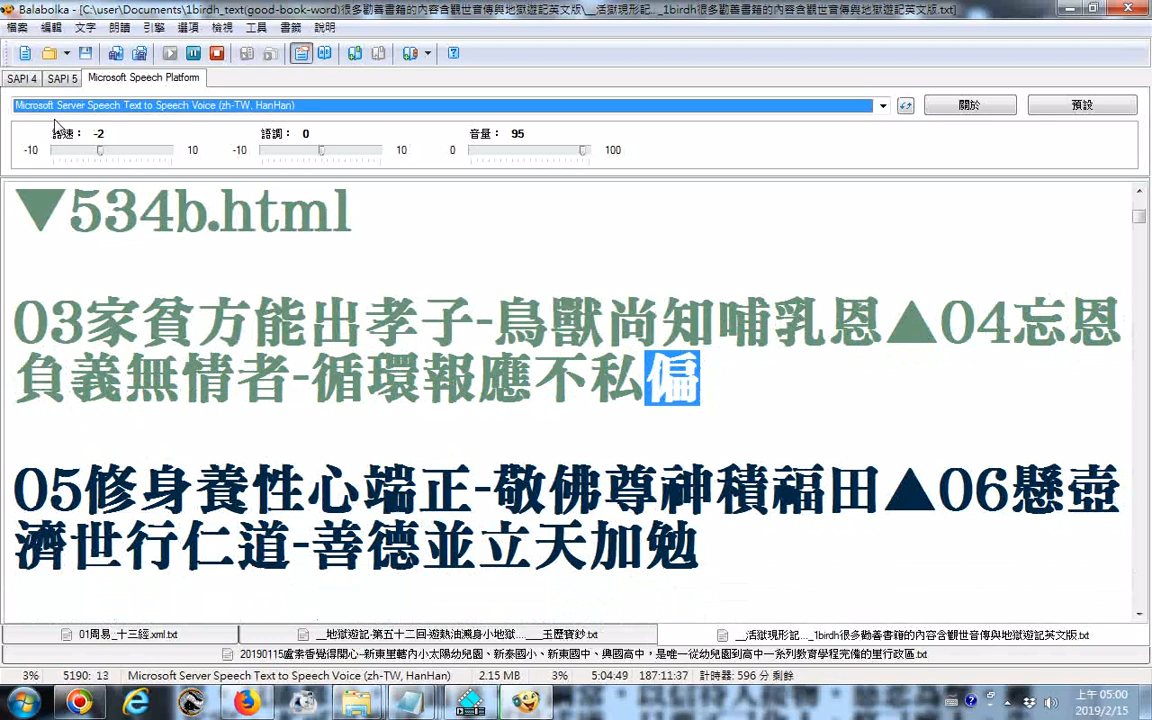 Balabolka - [C:\user\Documents\1birdh_text(good-book-word)很多勸善書籍的內容含觀世音傳與地獄遊記英文版\__活獄現形記..._1birdh很多勸善書籍的內容含觀世音傳與地獄遊記英文版.txt]
檔案 編輯 文字 朗讀 引擎 選項 檢視 工具 書籤 說明
SAPI 4 SAPI 5 Microsoft Speech Platform
Microsoft Server Speech Text to Speech Voice (zh-TW, HanHan)
關於 預設
語速: -2 語調: 0 音量: 95
-10 10 -10 10 0 100
▼534b.html
03家貧方能出孝子-鳥獸尚知哺乳恩▲04忘恩
負義無情者-循環報應不私偏
05修身養性心端正-敬佛尊神積福田▲06懸壺
濟世行仁道-善德並立天加勉
01周易_十三經.xml.txt
__地獄遊記-第五十二回-遊熱油濺身小地獄...___玉歷寶鈔.txt
__活獄現形記..._1birdh很多勸善書籍的內容含觀世音傳與地獄遊記英文版.txt
20190115盧素香覺得開心-新東里轄內小太陽幼兒園、新泰國小、新東國中、興國高中，是唯一從幼兒園到高中一系列教育學程完備的里行政區.txt
3% 5190: 13 Microsoft Server Speech Text to Speech Voice (zh-TW, HanHan) 2.15 MB 3% 5:04:49 187:11:37 計時器: 596 分 剩餘
上午 05:00
2019/2/15